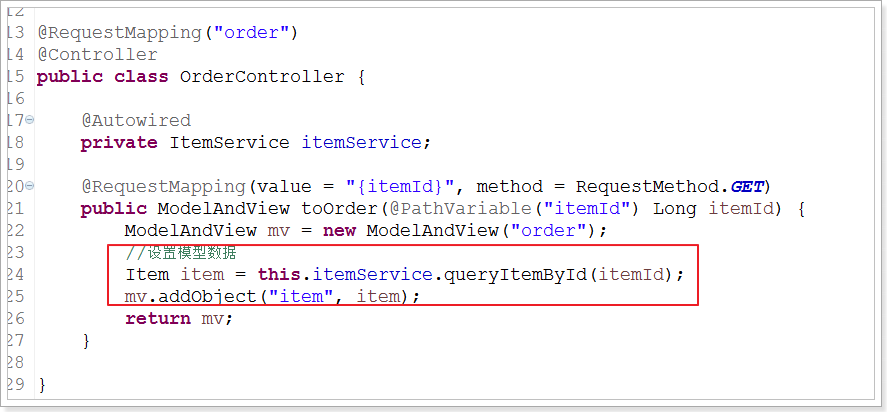 12
13 @RequestMapping("order")
14 @Controller
15 public class OrderController {
16
17 @Autowired
18 private ItemService itemService;
19
20 @RequestMapping(value = "{itemId}", method = RequestMethod.GET)
21 public ModelAndView toOrder(@PathVariable("itemId") Long itemId) {
22 ModelAndView mv = new ModelAndView("order");
23 //设置模型数据
24 Item item = this.itemService.queryItemById(itemId);
25 mv.addObject("item", item);
26 return mv;
27 }
28
29 }